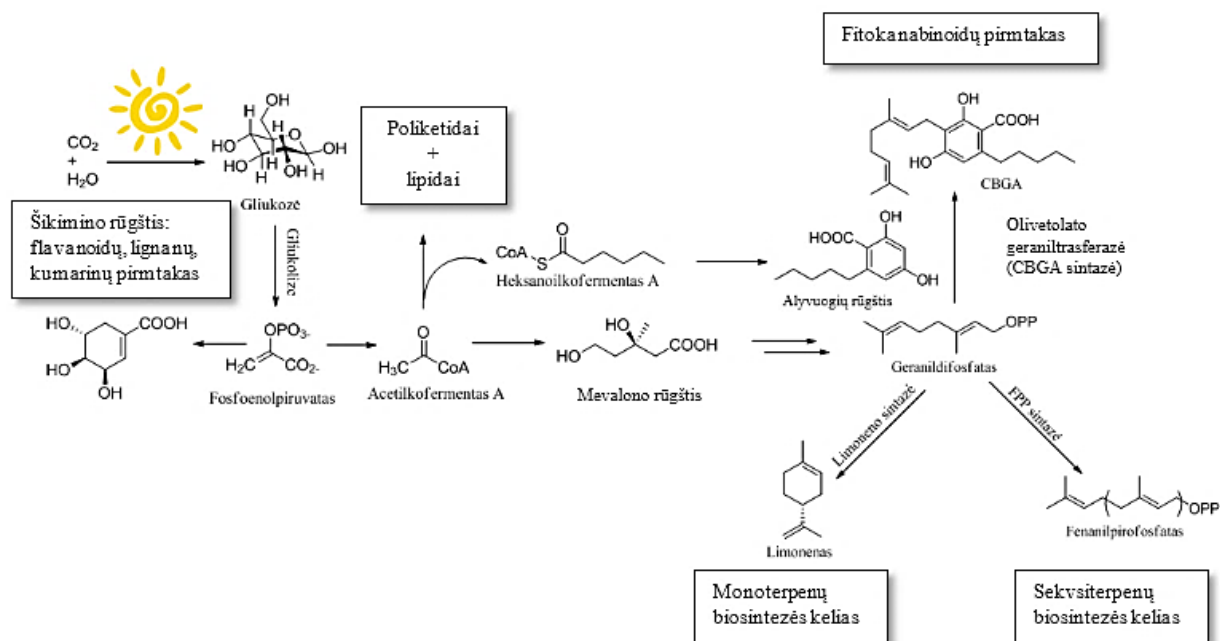 Fitokanabinoidų pirmtakas
CO2
+
H2O
OH
H
H
HO
HO
H
H
OH
OH
H
O
Gliukozė
Poliketidai
+
lipidai
OH
COOH
HO
CBGA
Šikimino rūgštis:
flavanoidų, lignanų,
kumarinų pirmtakas
Gliukolize
CoA
S
O
Heksanoilkofermentas A
OH
HOOC
OH
Alyvuogių rūgštis
Olivetolato
geraniltrasferazė
(CBGA sintazė)
HO
COOH
HO
OH
OPO3-
H2C
CO2-
Fosfoenolpiruvatas
O
H3C
CoA
Acetilkofermentas A
HO
HO
COOH
Mevalono rūgštis
OPP
Geranildifosfatas
Limoneno sintazė
FPP sintazė
Limonenas
OPP
Fenanilpirofosfatas
Monoterpenų
biosintezės kelias
Sekvsiterpenų
biosintezės kelias